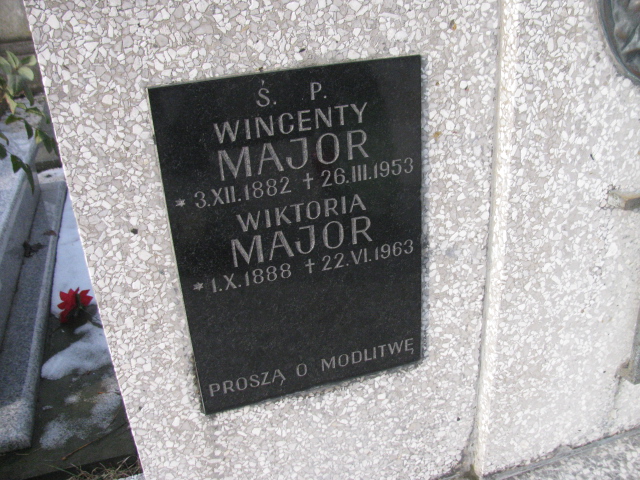 Ś. P.
WINCENTY
MAJOR
* 3.XII.1882 + 26.III.1953
WIKTORIA
MAJOR
* 1.X.1888 + 22.VI.1963
PROSZĄ O MODLITWĘ